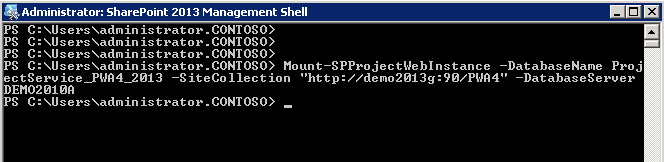 Administrator: SharePoint 2013 Management Shell
PS C:\Users\administrator.CONTOSO>
PS C:\Users\administrator.CONTOSO>
PS C:\Users\administrator.CONTOSO>
PS C:\Users\administrator.CONTOSO> Mount-SPProjectWebInstance -DatabaseName Proj
ectService_PWA4_2013 -SiteCollection "http://demo2013g:90/PWA4" -DatabaseServer
DEMO2010A
PS C:\Users\administrator.CONTOSO> _